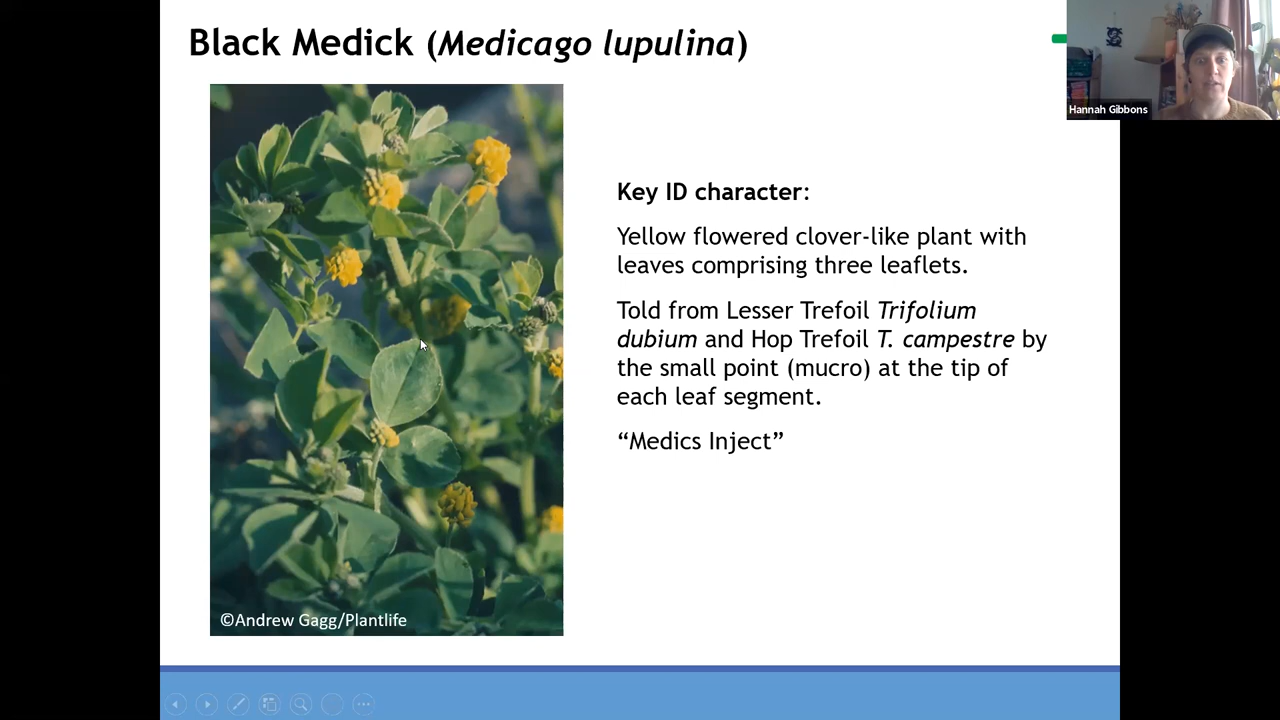 Black Medick (Medicago lupulina)
Hannah Gibbons
Key ID character:
Yellow flowered clover-like plant with
leaves comprising three leaflets.
Told from Lesser Trefoil Trifolium
dubium and Hop Trefoil T. campestre by
the small point (mucro) at the tip of
each leaf segment.
“Medics Inject”
©Andrew Gagg/Plantlife